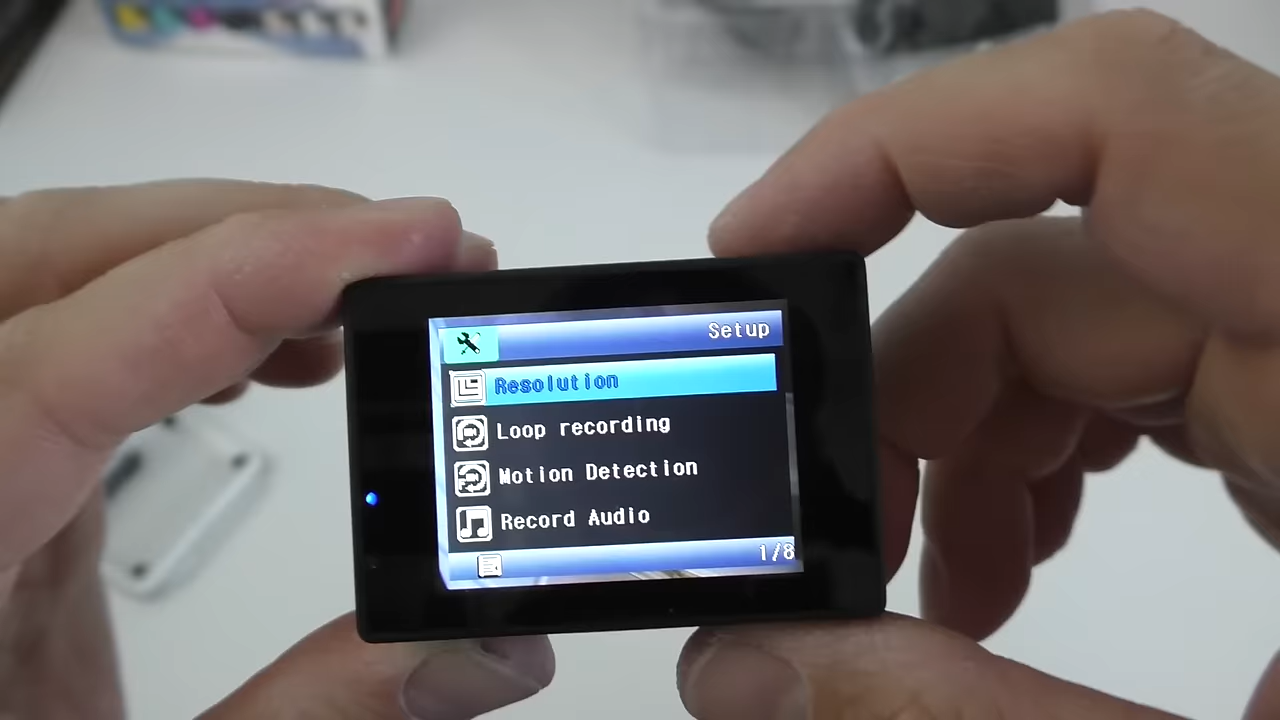 Setup
Resolution
Loop recording
Motion Detection
Record Audio
1/8